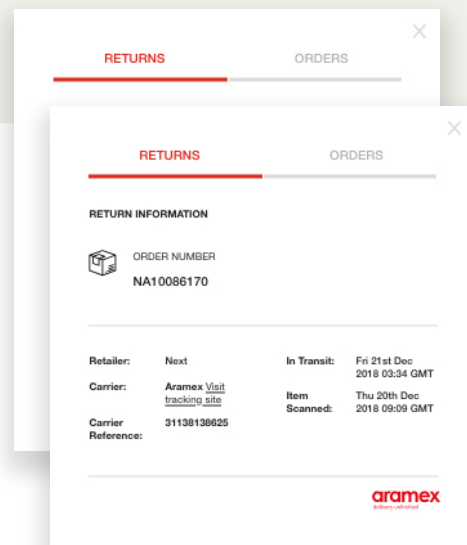 RETURNS ORDERS
RETURNS ORDERS
RETURN INFORMATION
ORDER NUMBER
NA10086170
Retailer: Next
Carrier: Aramex Visit
tracking site
Carrier
Reference: 31138138625
In Transit: Fri 21st Dec
2018 03:34 GMT
Item
Scanned: Thu 20th Dec
2018 09:09 GMT
aramex
delivery unlimited